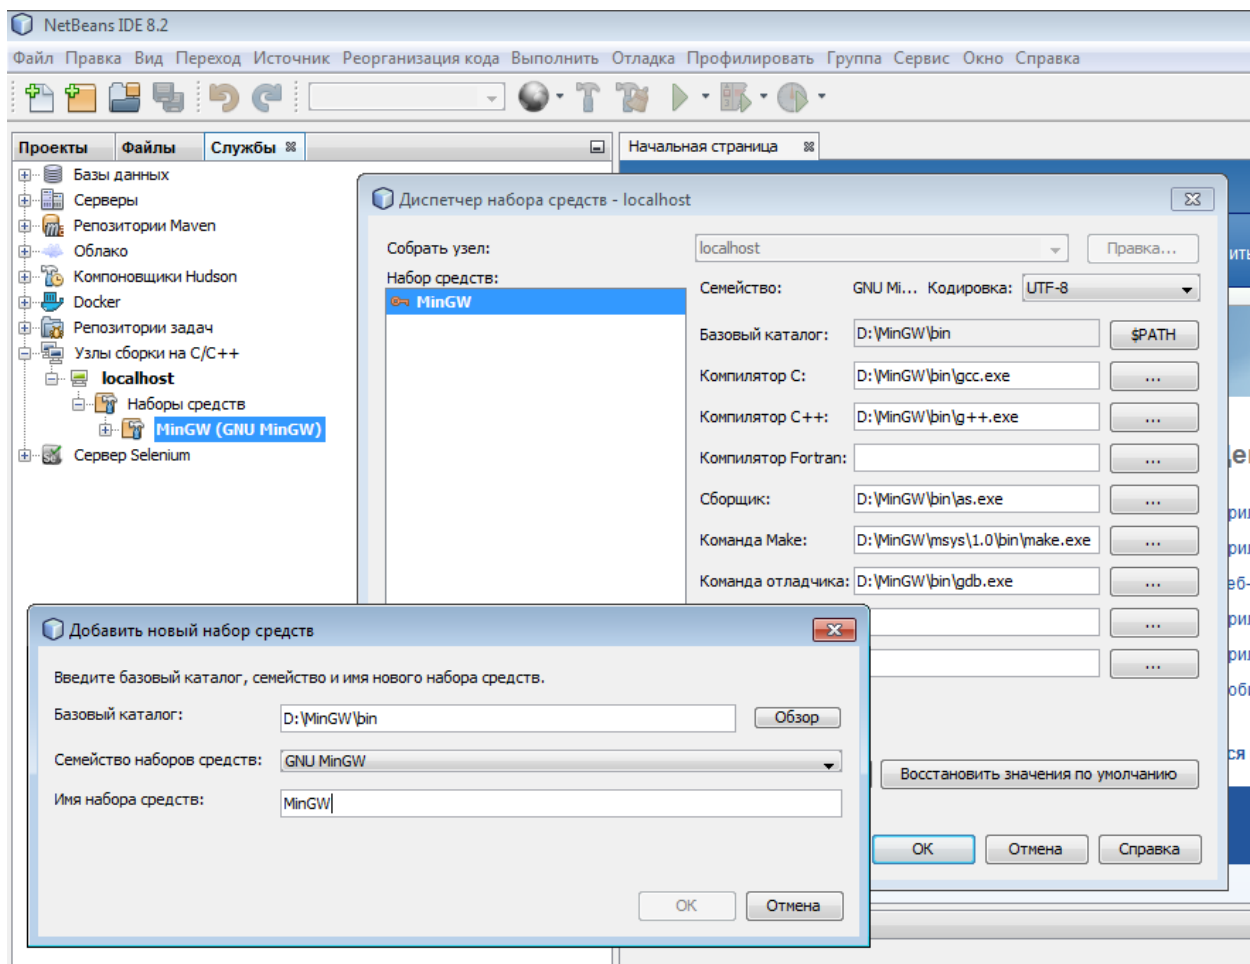 NetBeans IDE 8.2
Файл Правка Вид Переход Источник Реорганизация кода Выполнить Отладка Профилировать Группа Сервис Окно Справка
Проекты Файлы Службы
Начальная страница
Базы данных
Серверы
Репозитории Maven
Облако
Компоновщики Hudson
Docker
Репозитории задач
Узлы сборки на C/C++
localhost
Наборы средств
MinGW (GNU MinGW)
Сервер Selenium
Диспетчер набора средств - localhost
Собрать узел: localhost Правка...
Набор средств:
MinGW
Семейство: GNU Mi... Кодировка: UTF-8
Базовый каталог: D:\MinGW\bin $PATH
Компилятор C: D:\MinGW\bin\gcc.exe ...
Компилятор C++: D:\MinGW\bin\g++.exe ...
Компилятор Fortran: ...
Сборщик: D:\MinGW\bin\as.exe ...
Команда Make: D:\MinGW\msys\1.0\bin\make.exe ...
Команда отладчика: D:\MinGW\bin\gdb.exe ...
...
...
Восстановить значения по умолчанию
ОК Отмена Справка
Добавить новый набор средств
Введите базовый каталог, семейство и имя нового набора средств.
Базовый каталог: D:\MinGW\bin Обзор
Семейство наборов средств: GNU MinGW
Имя набора средств: MinGW
ОК Отмена